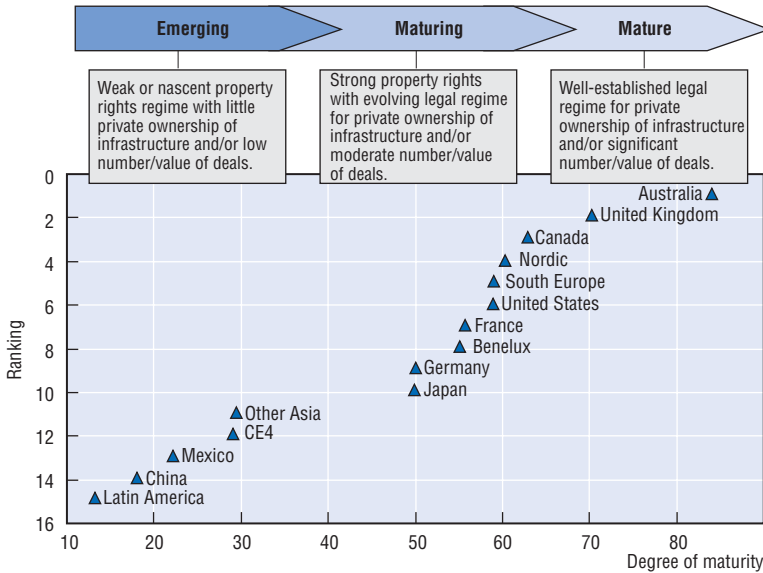 Emerging
Maturing
Mature
Weak or nascent property
rights regime with little
private ownership of
infrastructure and/or low
number/value of deals.
Strong property rights
with evolving legal regime
for private ownership of
infrastructure and/or
moderate number/value
of deals.
Well-established legal
regime for private
ownership of infrastructure
and/or significant
number/value of deals.
0
2
4
6
8
10
12
14
16
Ranking
Australia
United Kingdom
Canada
Nordic
South Europe
United States
France
Benelux
Germany
Japan
Other Asia
CE4
Mexico
China
Latin America
10
20
30
40
50
60
70
80
Degree of maturity